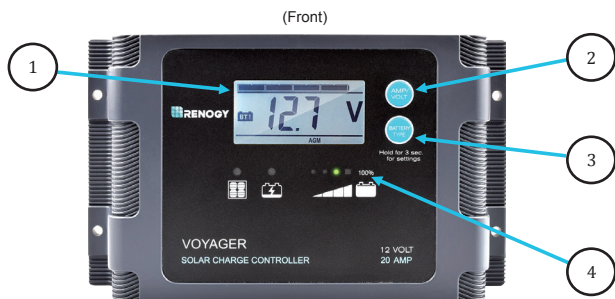 (Front)
1
2
3
4
RENOGY
BT1
12.7 V
AGM
AMP/
VOLT
BATTERY
TYPE
Hold for 3 sec.
for settings
100%
VOYAGER
SOLAR CHARGE CONTROLLER
12 VOLT
20 AMP